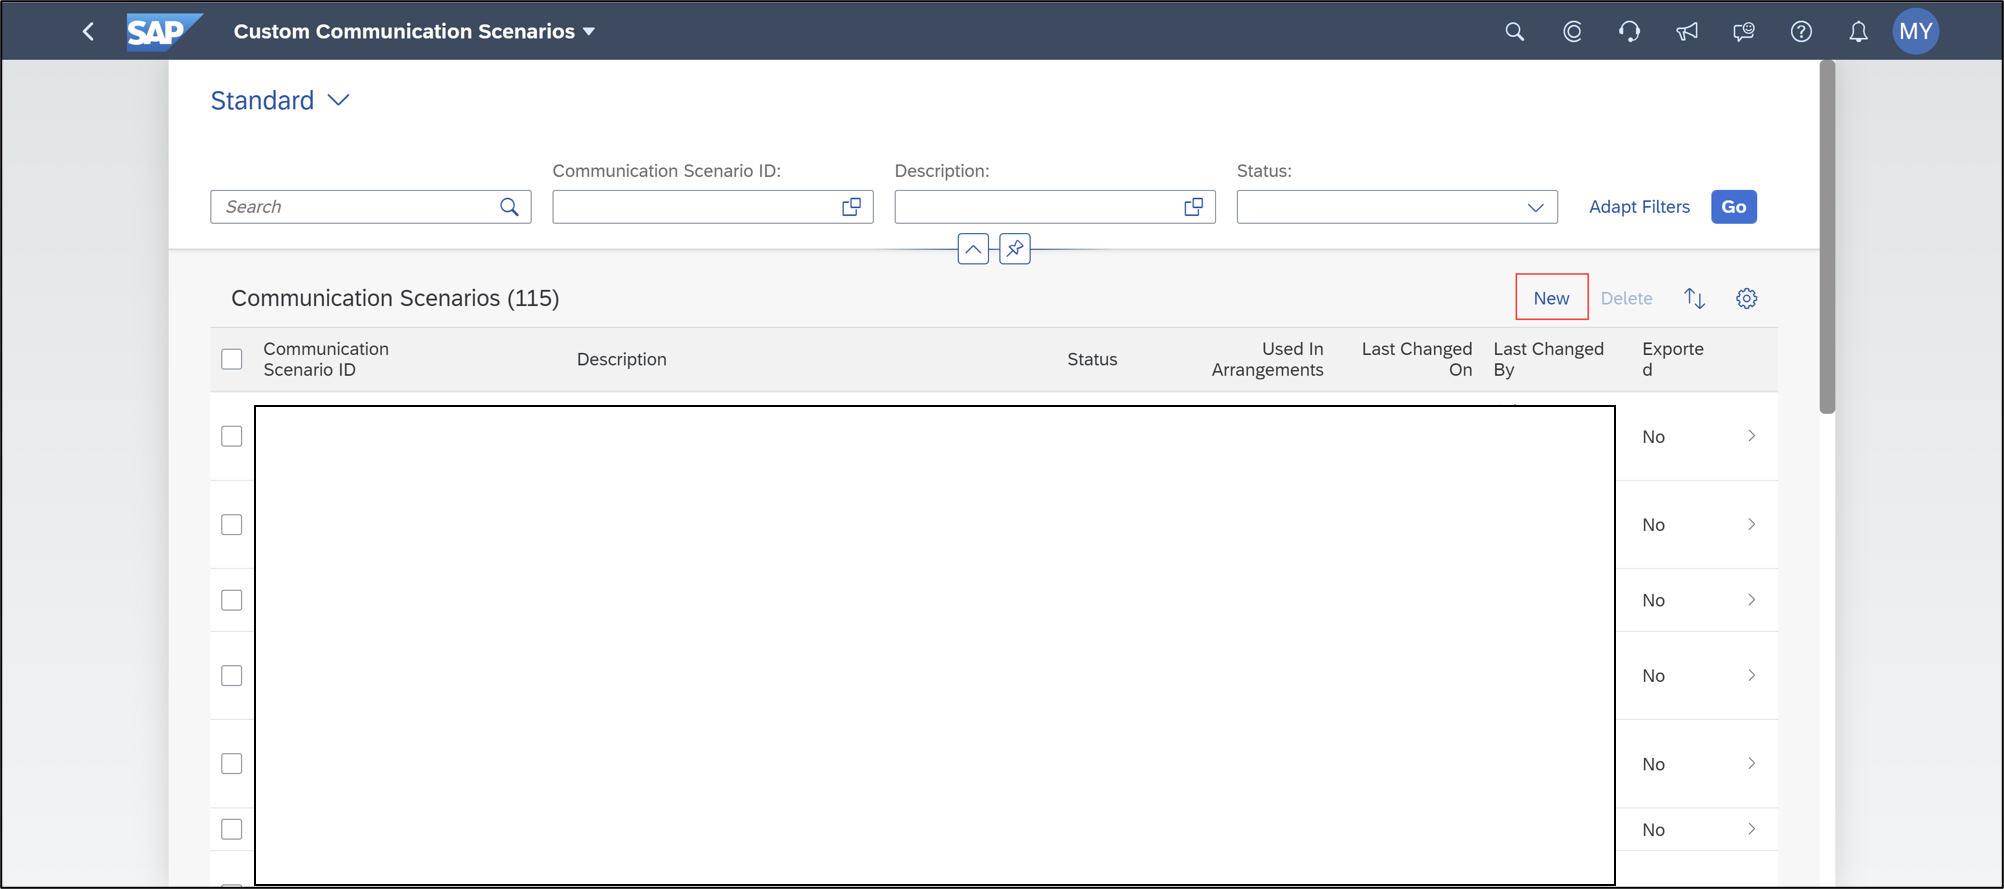 SAP Custom Communication Scenarios
MY
Standard
Communication Scenario ID:
Description:
Status:
Search
Adapt Filters
Go
Communication Scenarios (115)
New
Delete
Communication
Scenario ID
Description
Status
Used In
Arrangements
Last Changed
On
Last Changed
By
Exporte
d
No
No
No
No
No
No